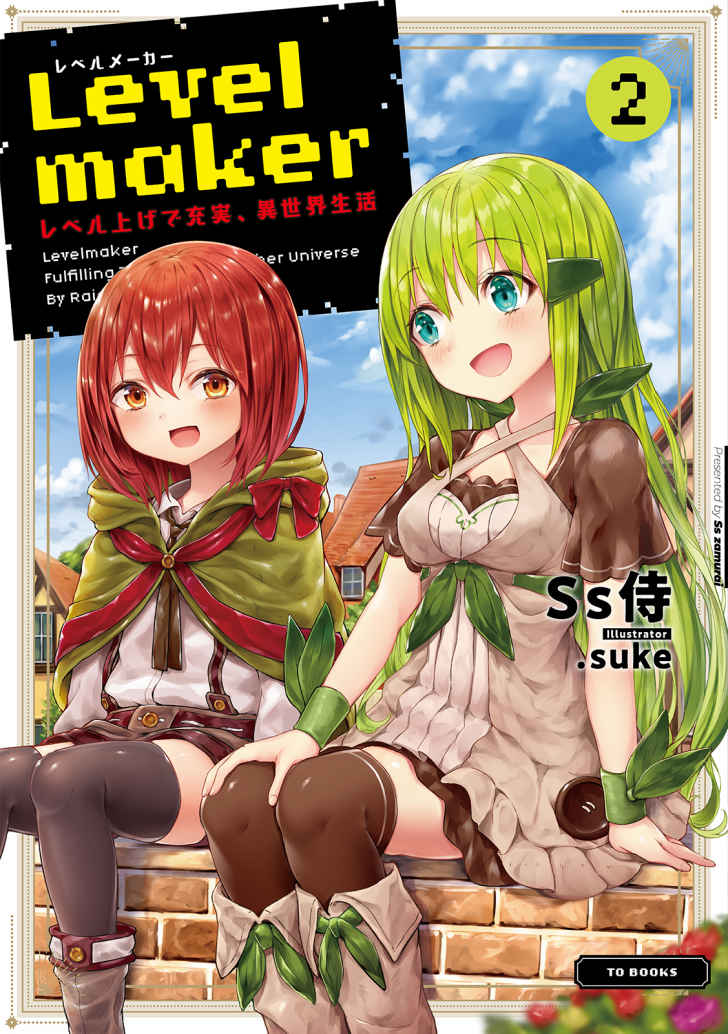 レベルメーカー
Level
maker
レベル上げで充実、異世界生活
Levelmaker
Fulfilling
Universe
By
2
Presented by Ss zamurai
Ss侍
Illustrator
.suke
TO BOOKS